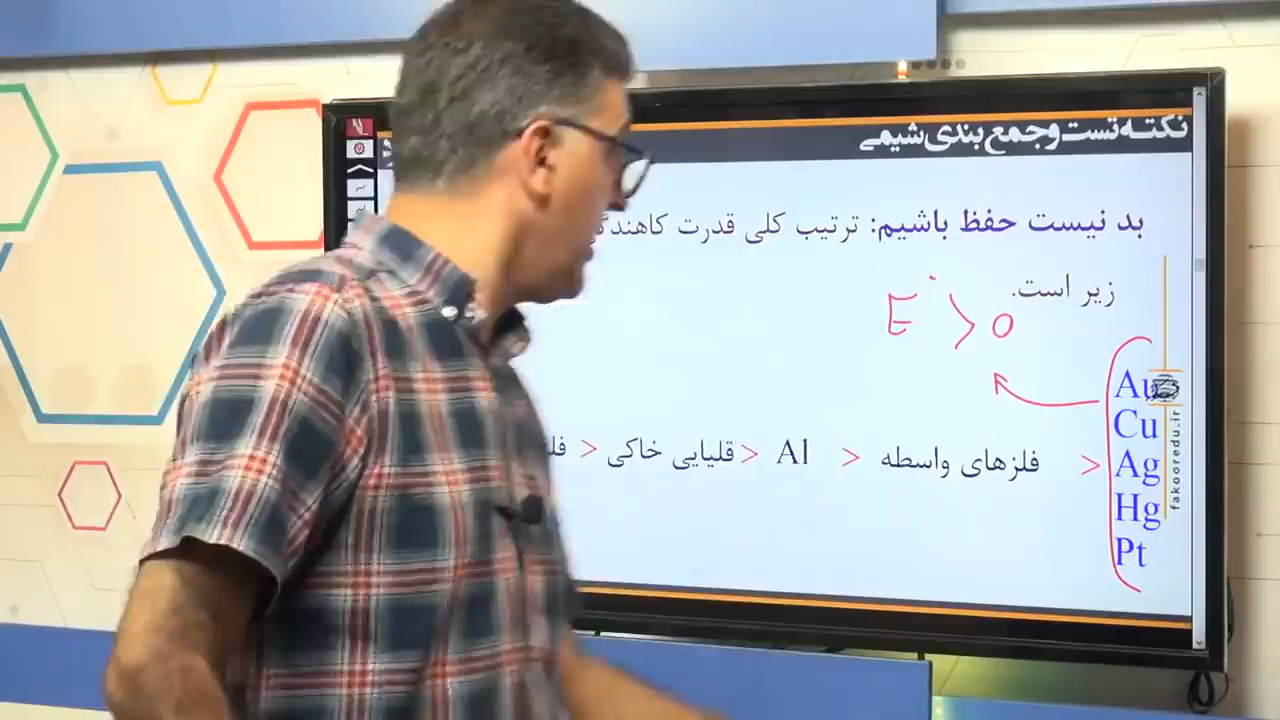 نکته تست و جمع بندی شیمی
بد نیست حفظ باشیم: ترتیب کلی قدرت
زیر است.
E° > 0
Au
Cu
Ag
Hg
Pt
> فلزهای واسطه > Al > قلیایی خاکی >
fakooredu.ir